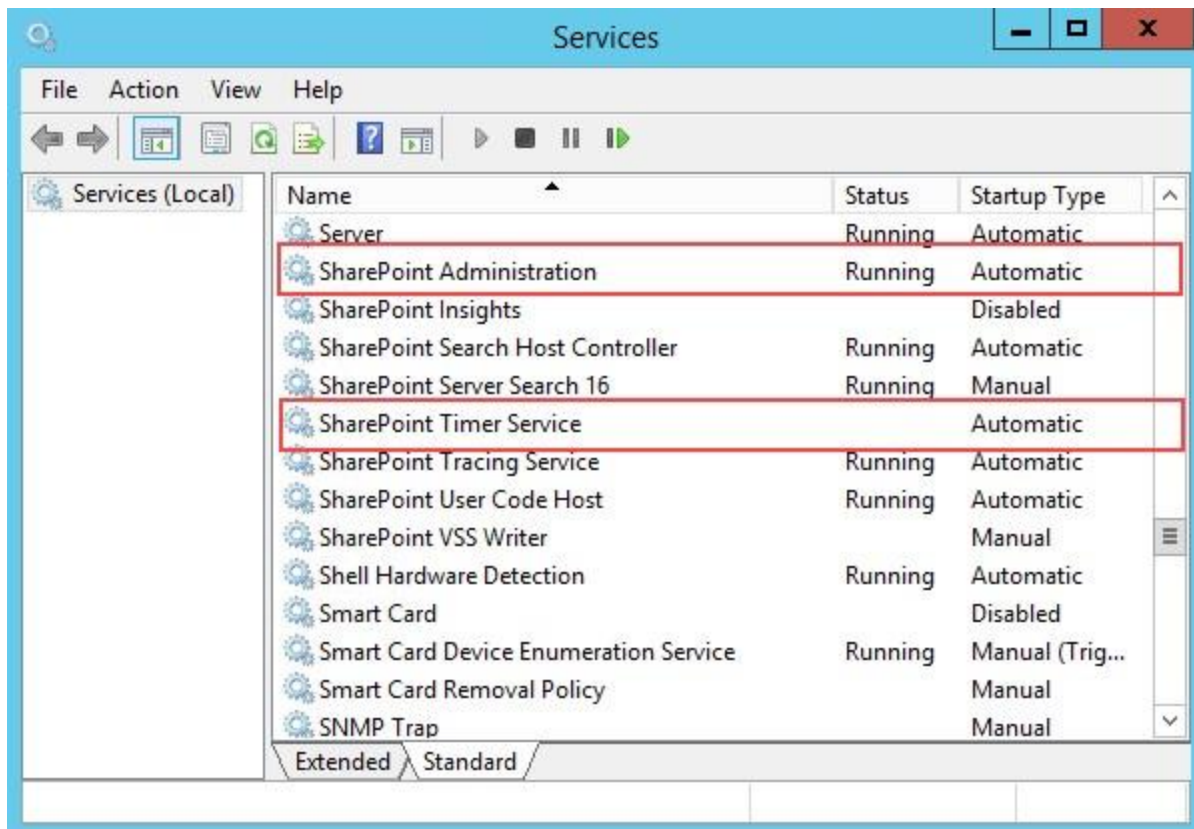 Services
File Action View Help
Services (Local)
Name Status Startup Type
Server Running Automatic
SharePoint Administration Running Automatic
SharePoint Insights Disabled
SharePoint Search Host Controller Running Automatic
SharePoint Server Search 16 Running Manual
SharePoint Timer Service Automatic
SharePoint Tracing Service Running Automatic
SharePoint User Code Host Running Automatic
SharePoint VSS Writer Manual
Shell Hardware Detection Running Automatic
Smart Card Disabled
Smart Card Device Enumeration Service Running Manual (Trig...
Smart Card Removal Policy Manual
SNMP Trap Manual
Extended Standard